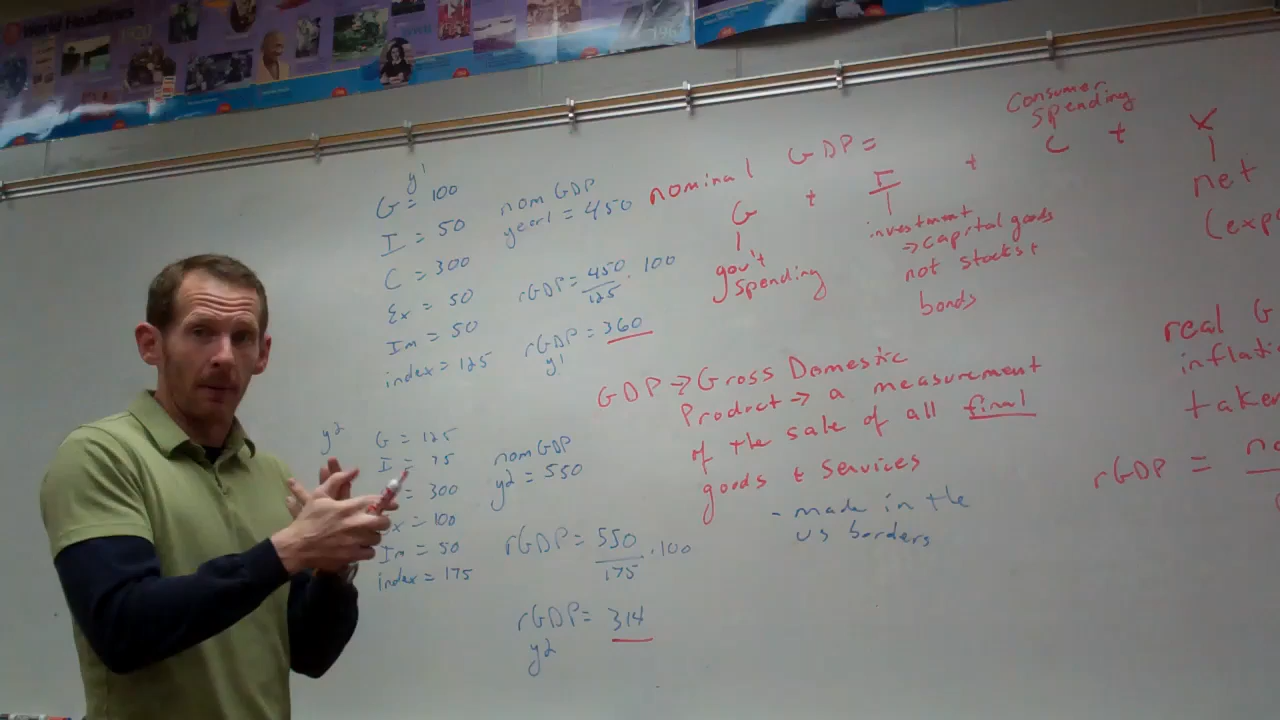 World Headlines
y1
G = 100
I = 50
C = 300
Ex = 50
Im = 50
index = 125
nom GDP
year1 = 450
rGDP = 450/125 · 100
rGDP = 360
y1
y2
G = 125
I = 75
= 300
x = 100
Im = 50
index = 175
nom GDP
y2 = 550
rGDP = 550/175 · 100
rGDP = 314
y2
nominal GDP =
G + I + C + X
gov't
spending
investment
→ capital goods
not stocks +
bonds
Consumer
Spending
net
(exp
GDP → Gross Domestic
Product → a measurement
of the sale of all final
goods + services
- made in the
US borders
real G
inflati
taken
rGDP = no